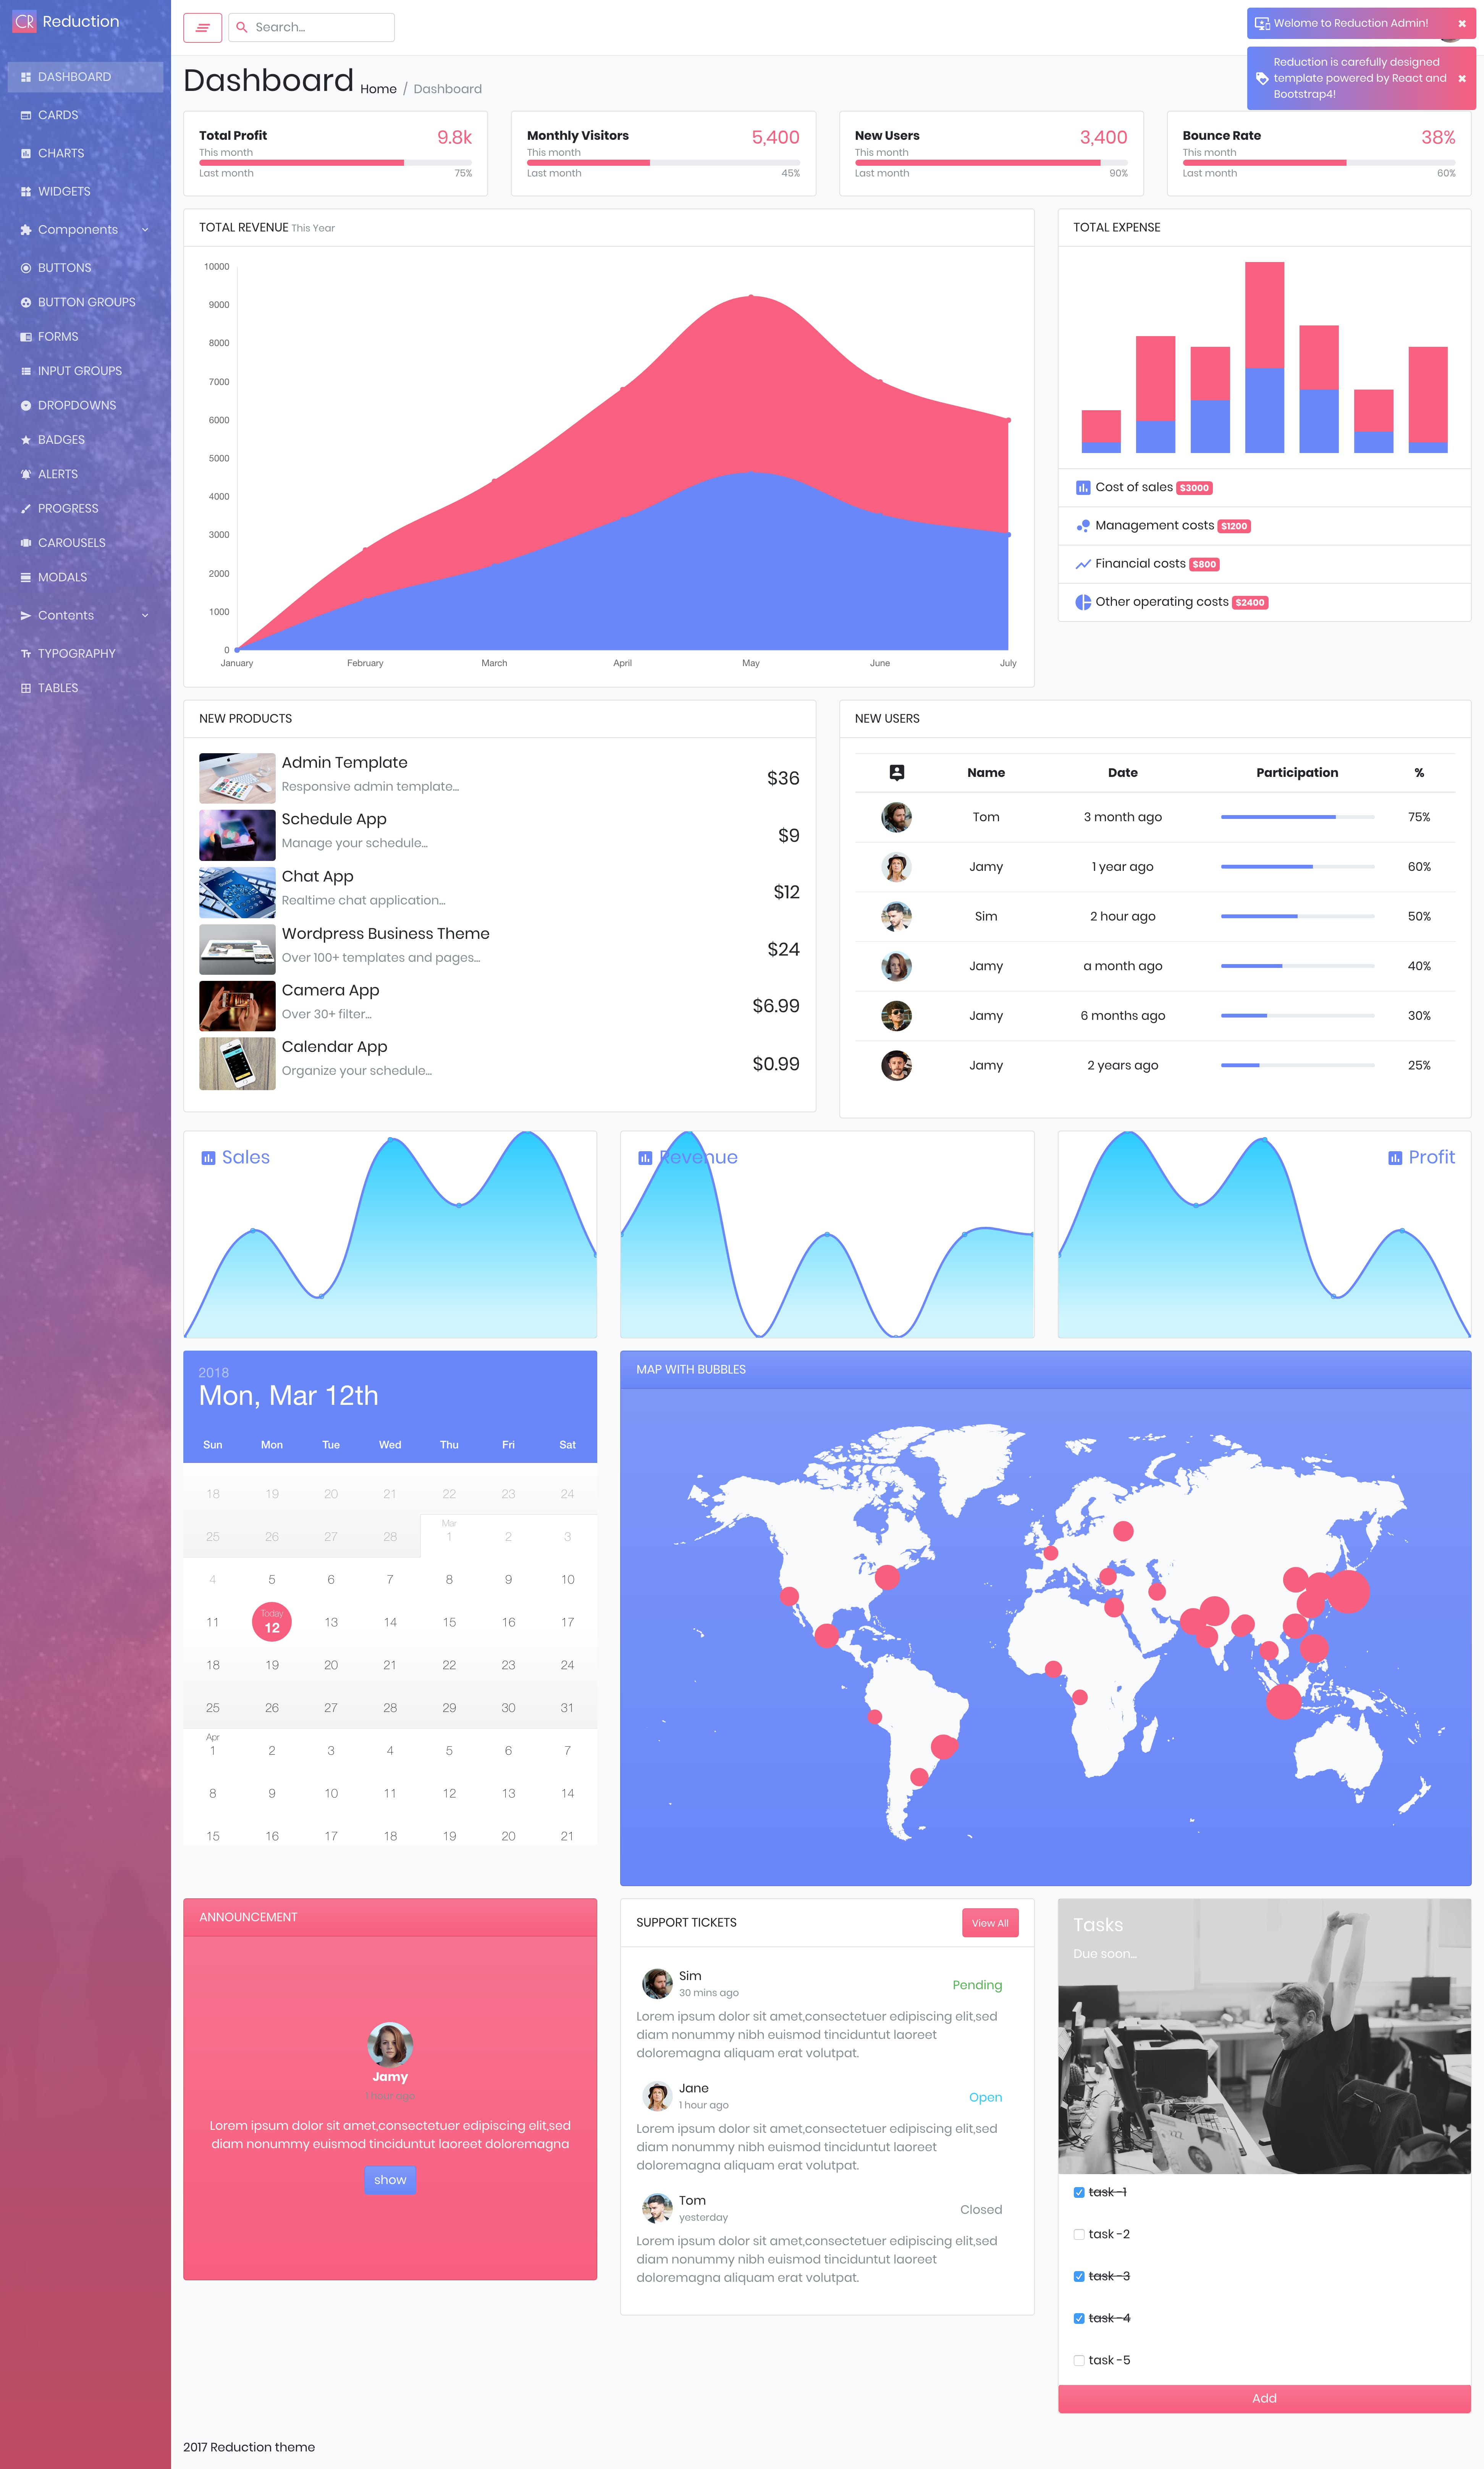 CR Reduction
Search...
Welome to Reduction Admin!
Reduction is carefully designed
template powered by React and
Bootstrap4!
DASHBOARD
CARDS
CHARTS
WIDGETS
Components
BUTTONS
BUTTON GROUPS
FORMS
INPUT GROUPS
DROPDOWNS
BADGES
ALERTS
PROGRESS
CAROUSELS
MODALS
Contents
TYPOGRAPHY
TABLES
Dashboard Home / Dashboard
Total Profit 9.8k
This month
Last month 75%
Monthly Visitors 5,400
This month
Last month 45%
New Users 3,400
This month
Last month 90%
Bounce Rate 38%
This month
Last month 60%
TOTAL REVENUE This Year
10000
9000
8000
7000
6000
5000
4000
3000
2000
1000
0
January February March April May June July
TOTAL EXPENSE
Cost of sales $3000
Management costs $1200
Financial costs $800
Other operating costs $2400
NEW PRODUCTS
Admin Template
Responsive admin template...
$36
Schedule App
Manage your schedule...
$9
Chat App
Realtime chat application...
$12
Wordpress Business Theme
Over 100+ templates and pages...
$24
Camera App
Over 30+ filter...
$6.99
Calendar App
Organize your schedule...
$0.99
NEW USERS
Name Date Participation %
Tom 3 month ago 75%
Jamy 1 year ago 60%
Sim 2 hour ago 50%
Jamy a month ago 40%
Jamy 6 months ago 30%
Jamy 2 years ago 25%
Sales
Revenue
Profit
2018
Mon, Mar 12th
Sun Mon Tue Wed Thu Fri Sat
18 19 20 21 22 23 24
Mar
25 26 27 28 1 2 3
4 5 6 7 8 9 10
Today
11 12 13 14 15 16 17
18 19 20 21 22 23 24
25 26 27 28 29 30 31
Apr
1 2 3 4 5 6 7
8 9 10 11 12 13 14
15 16 17 18 19 20 21
MAP WITH BUBBLES
ANNOUNCEMENT
Jamy
1 hour ago
Lorem ipsum dolor sit amet,consectetuer edipiscing elit,sed
diam nonummy euismod tinciduntut laoreet doloremagna
show
SUPPORT TICKETS
View All
Sim
30 mins ago
Pending
Lorem ipsum dolor sit amet,consectetuer edipiscing elit,sed
diam nonummy nibh euismod tinciduntut laoreet
doloremagna aliquam erat volutpat.
Jane
1 hour ago
Open
Lorem ipsum dolor sit amet,consectetuer edipiscing elit,sed
diam nonummy nibh euismod tinciduntut laoreet
doloremagna aliquam erat volutpat.
Tom
yesterday
Closed
Lorem ipsum dolor sit amet,consectetuer edipiscing elit,sed
diam nonummy nibh euismod tinciduntut laoreet
doloremagna aliquam erat volutpat.
Tasks
Due soon...
task -1
task -2
task -3
task -4
task -5
Add
2017 Reduction theme